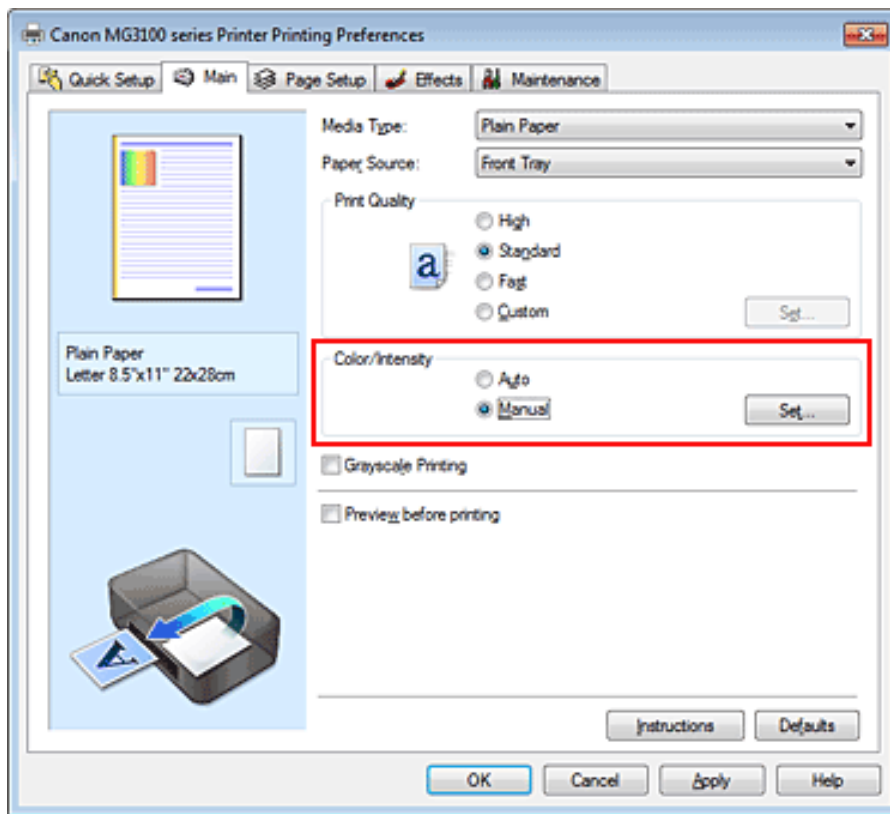 Canon MG3100 series Printer Printing Preferences
Quick Setup Main Page Setup Effects Maintenance
Media Type: Plain Paper
Paper Source: Front Tray
Print Quality
High
a Standard
Fast
Custom Set...
Plain Paper
Letter 8.5"x11" 22x28cm
Color/Intensity
Auto
Manual Set...
Grayscale Printing
Preview before printing
A
Instructions Defaults
OK Cancel Apply Help